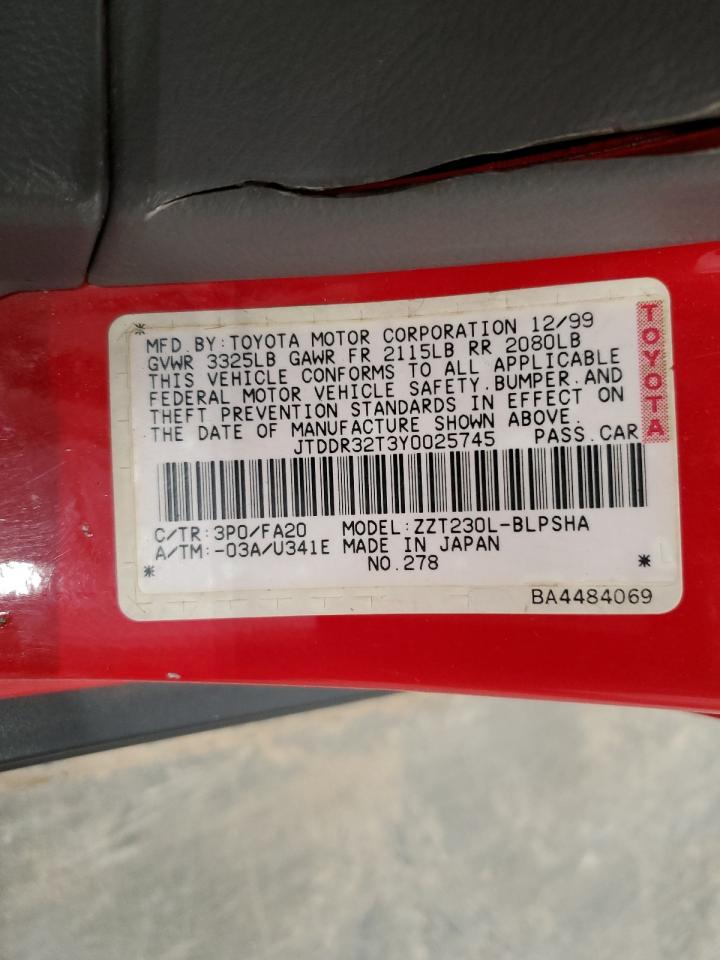 * MFD.BY:TOYOTA MOTOR CORPORATION 12/99
GVWR 3325LB GAWR FR 2115LB RR 2080LB
THIS VEHICLE CONFORMS TO ALL APPLICABLE
FEDERAL MOTOR VEHICLE SAFETY.BUMPER.AND
THEFT PREVENTION STANDARDS IN EFFECT ON
THE DATE OF MANUFACTURE SHOWN ABOVE.
JTDDR32T3Y0025745 PASS.CAR
TOYOTA
C/TR:3P0/FA20 MODEL:ZZT230L-BLPSHA
A/TM:-03A/U341E MADE IN JAPAN
* NO.278 *
BA4484069